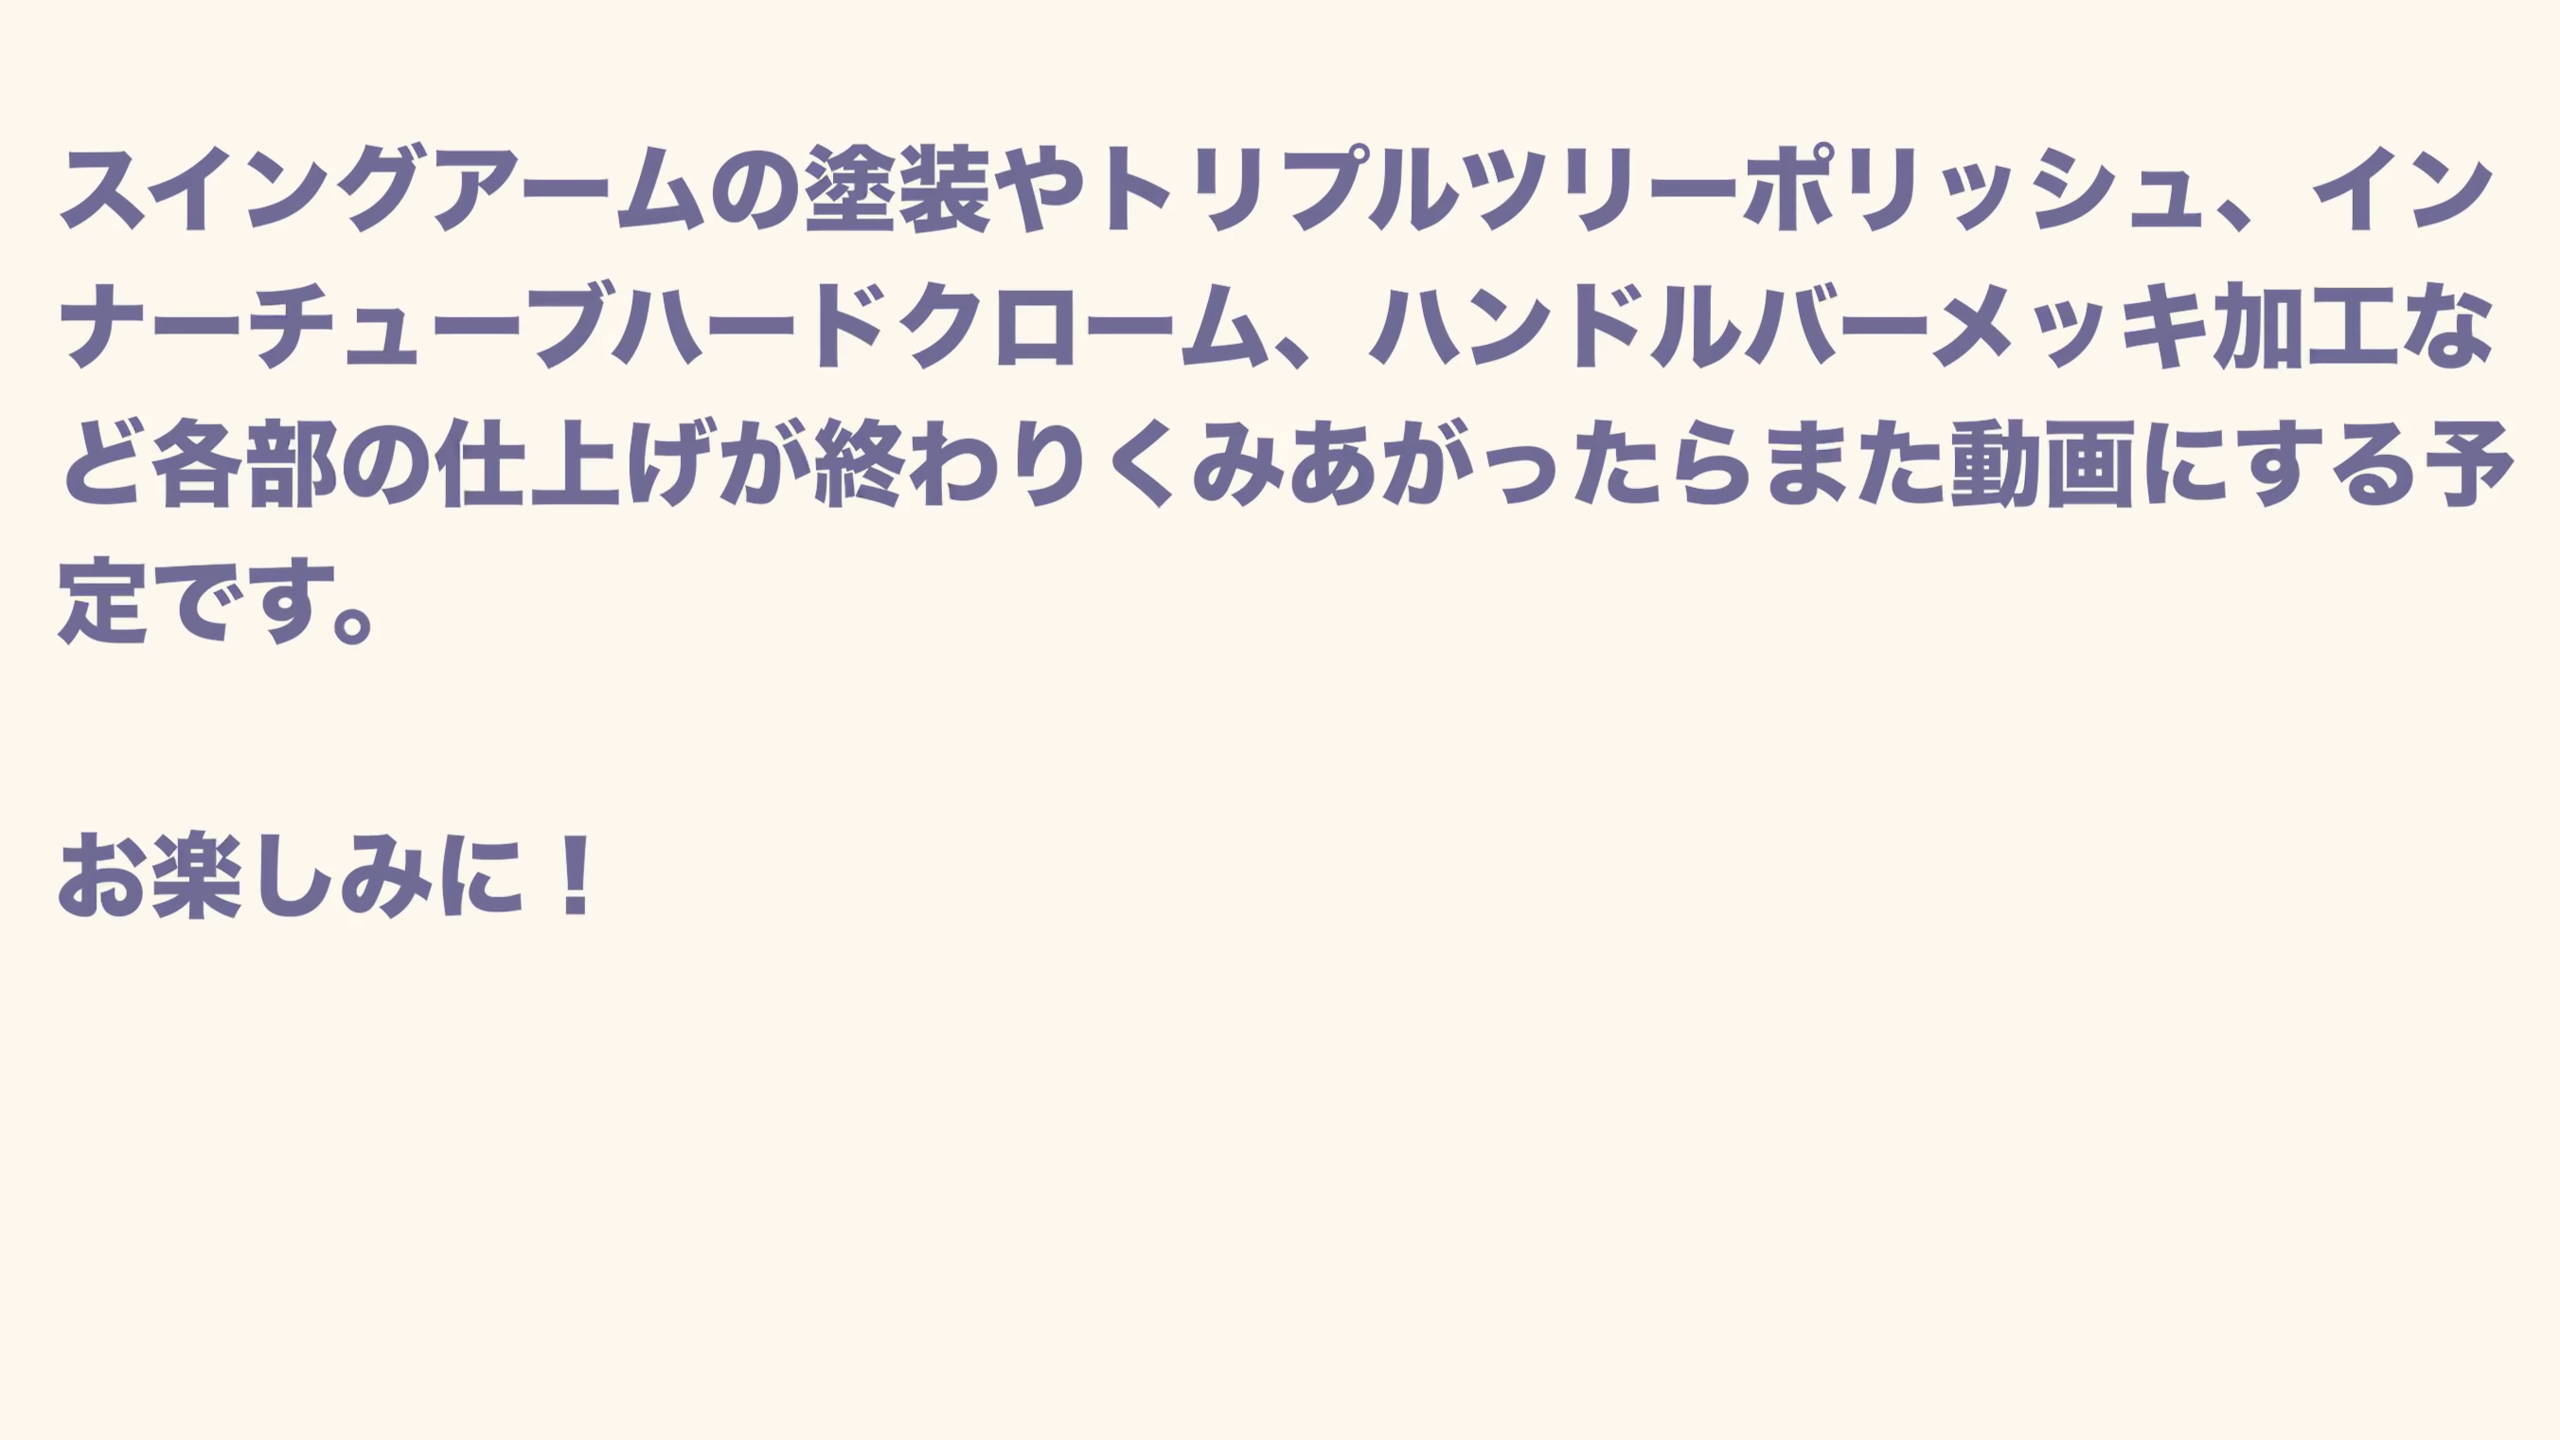 スイングアームの塗装やトリプルツリーポリッシュ、イン
ナーチューブハードクローム、ハンドルバーメッキ加工な
ど各部の仕上げが終わりくみあがったらまた動画にする予
定です。
お楽しみに！